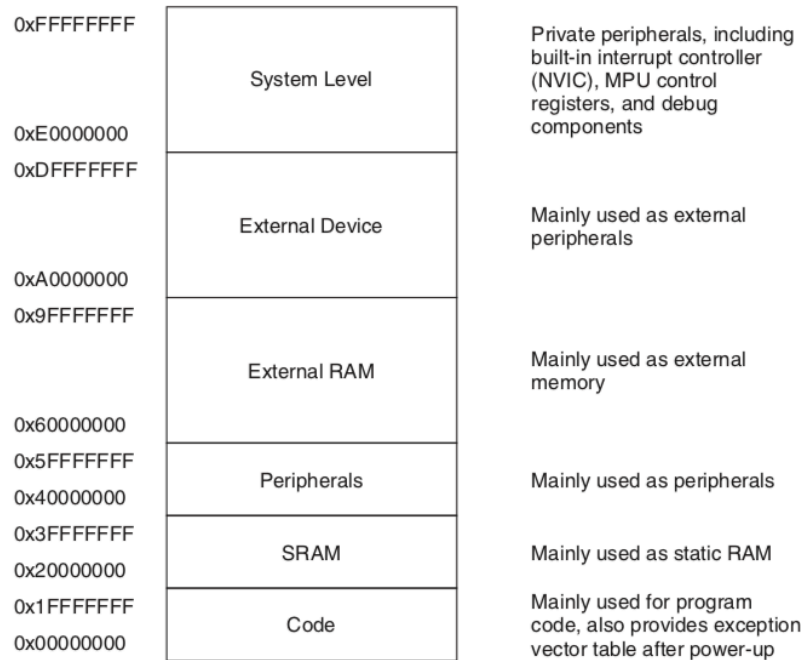 0xFFFFFFFF
System Level
Private peripherals, including
built-in interrupt controller
(NVIC), MPU control
registers, and debug
components
0xE0000000
0xDFFFFFFF
External Device
Mainly used as external
peripherals
0xA0000000
0x9FFFFFFF
External RAM
Mainly used as external
memory
0x60000000
0x5FFFFFFF
Peripherals
Mainly used as peripherals
0x40000000
0x3FFFFFFF
SRAM
Mainly used as static RAM
0x20000000
0x1FFFFFFF
Code
Mainly used for program
code, also provides exception
vector table after power-up
0x00000000